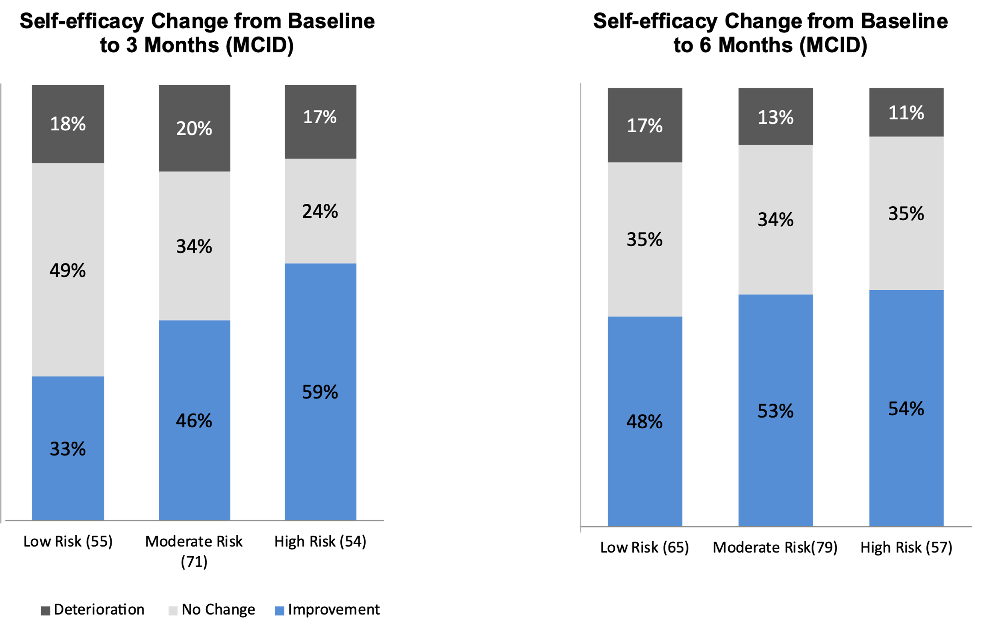 Self-efficacy Change from Baseline
to 3 Months (MCID)
18%
20%
17%
49%
34%
24%
33%
46%
59%
Low Risk (55)
Moderate Risk
(71)
High Risk (54)
Deterioration
No Change
Improvement
Self-efficacy Change from Baseline
to 6 Months (MCID)
17%
13%
11%
35%
34%
35%
48%
53%
54%
Low Risk (65)
Moderate Risk(79)
High Risk (57)